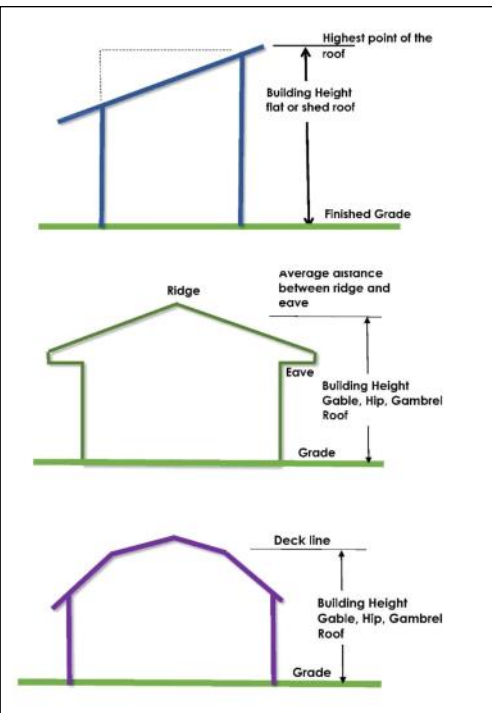 Highest point of the
roof
Building Height
flat or shed roof
Finished Grade
Average distance
between ridge and
eave
Ridge
Eave
Building Height
Gable, Hip, Gambrel
Roof
Grade
Deck line
Building Height
Gable, Hip, Gambrel
Roof
Grade